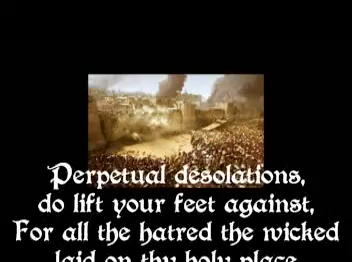 Perpetual desolations,
do lift your feet against,
For all the hatred the wicked
laid on thy holy place